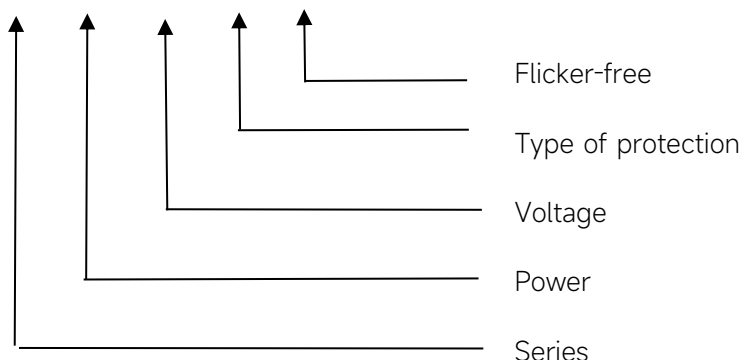 Flicker-free
Type of protection
Voltage
Power
Series